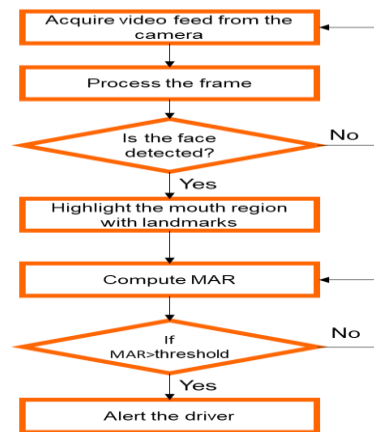 Acquire video feed from the
camera
Process the frame
Is the face
detected?
No
Yes
Highlight the mouth region
with landmarks
Compute MAR
If
MAR>threshold
No
Yes
Alert the driver